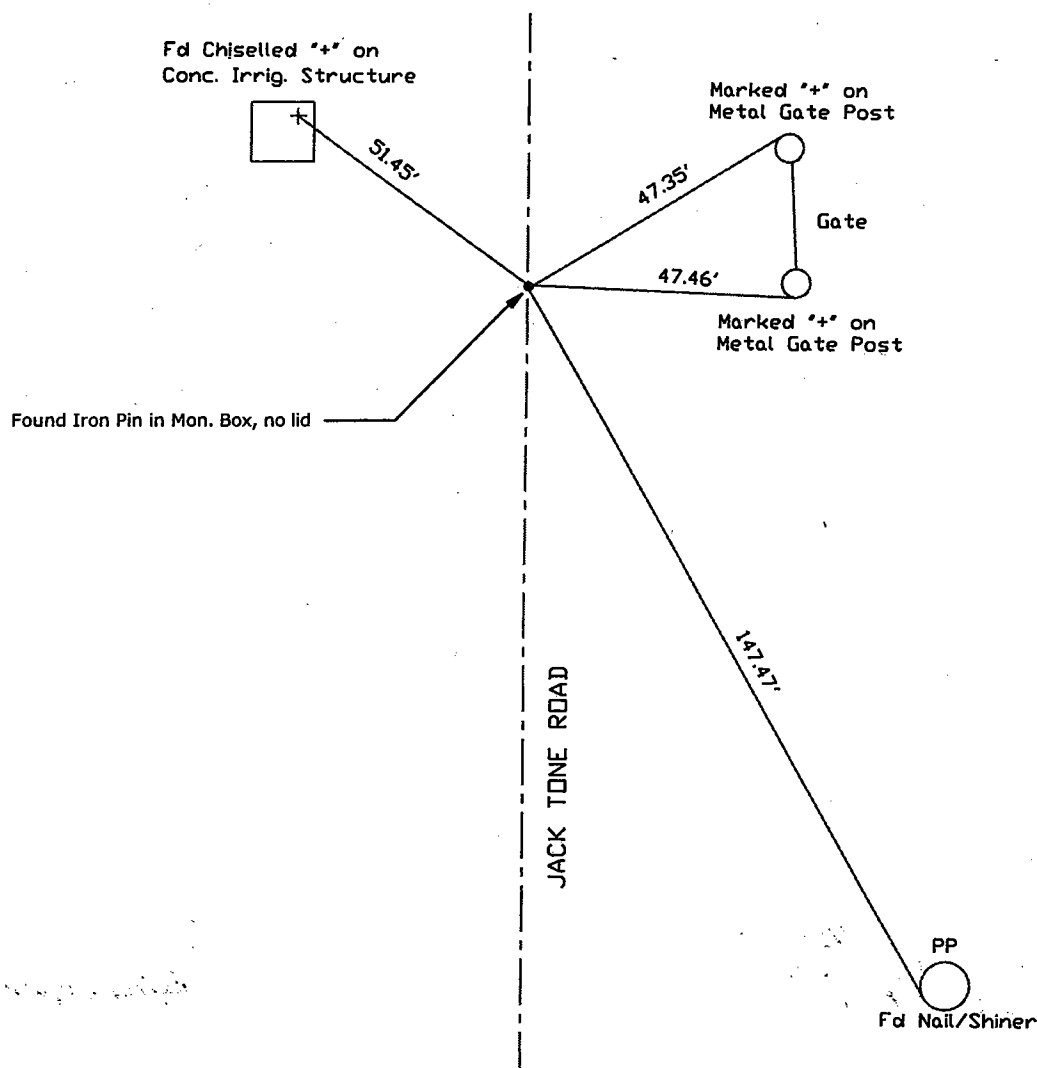 Fd Chiselled "+" on
Conc. Irrig. Structure
Marked "+" on
Metal Gate Post
51.45'
47.35'
Gate
47.46'
Marked "+" on
Metal Gate Post
Found Iron Pin in Mon. Box, no lid
147.47'
JACK TONE ROAD
PP
Fd Nail/Shiner